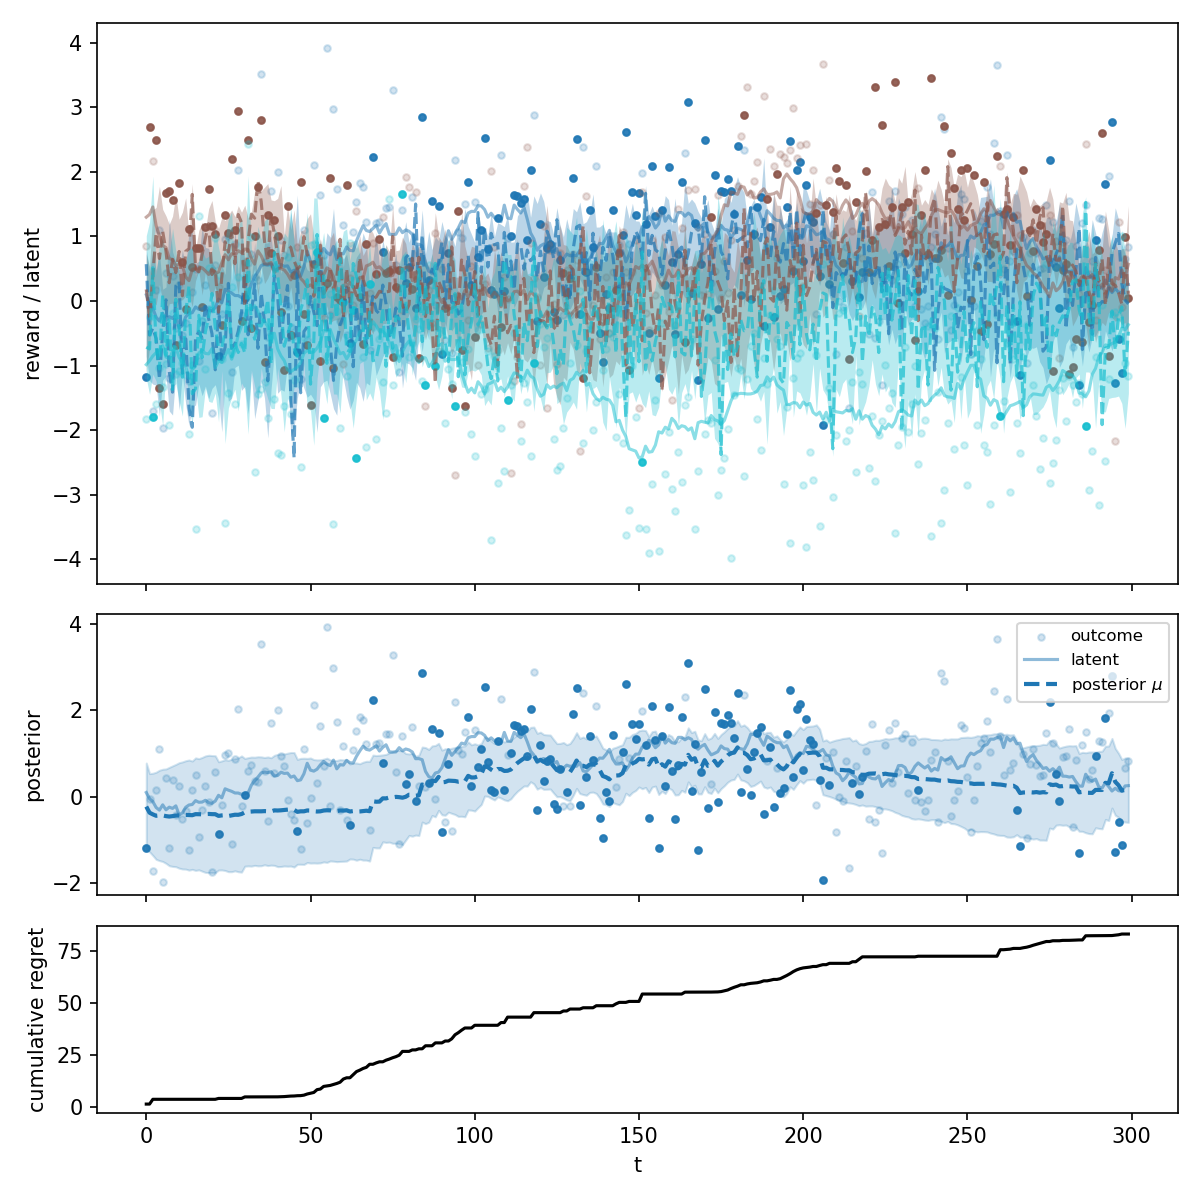 reward / latent
4
3
2
1
0
−1
−2
−3
−4
posterior
4
2
0
−2
outcome
latent
posterior μ
cumulative regret
75
50
25
0
0 50 100 150 200 250 300
t